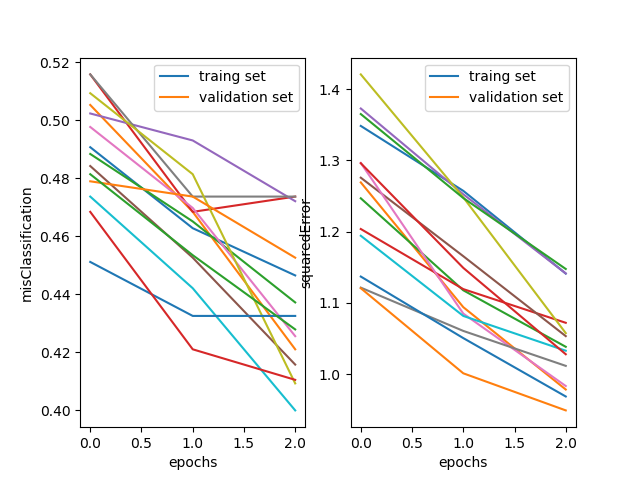 0.52
0.50
0.48
0.46
0.44
0.42
0.40
misClassification
0.0 0.5 1.0 1.5 2.0
epochs
traing set
validation set
1.4
1.3
1.2
1.1
1.0
squaredError
0.0 0.5 1.0 1.5 2.0
epochs
traing set
validation set